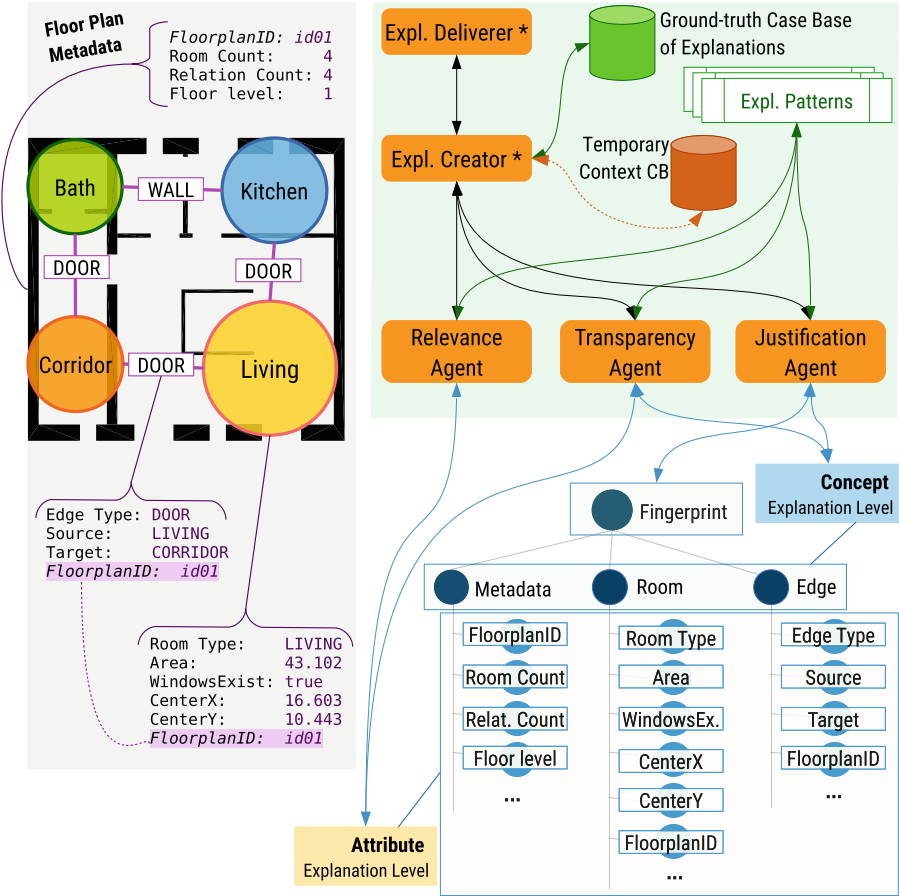 Floor Plan
Metadata
FloorplanID: id01
Room Count: 4
Relation Count: 4
Floor level: 1
Bath
WALL
Kitchen
DOOR
DOOR
Corridor
DOOR
Living
Edge Type: DOOR
Source: LIVING
Target: CORRIDOR
FloorplanID: id01
Room Type: LIVING
Area: 43.102
WindowsExist: true
CenterX: 16.603
CenterY: 10.443
FloorplanID: id01
Expl. Deliverer *
Ground-truth Case Base
of Explanations
Expl. Patterns
Expl. Creator *
Temporary
Context CB
Relevance
Agent
Transparency
Agent
Justification
Agent
Concept
Explanation Level
Fingerprint
Metadata
Room
Edge
FloorplanID
Room Count
Relat. Count
Floor level
...
Room Type
Area
WindowsEx.
CenterX
CenterY
FloorplanID
...
Edge Type
Source
Target
FloorplanID
...
Attribute
Explanation Level